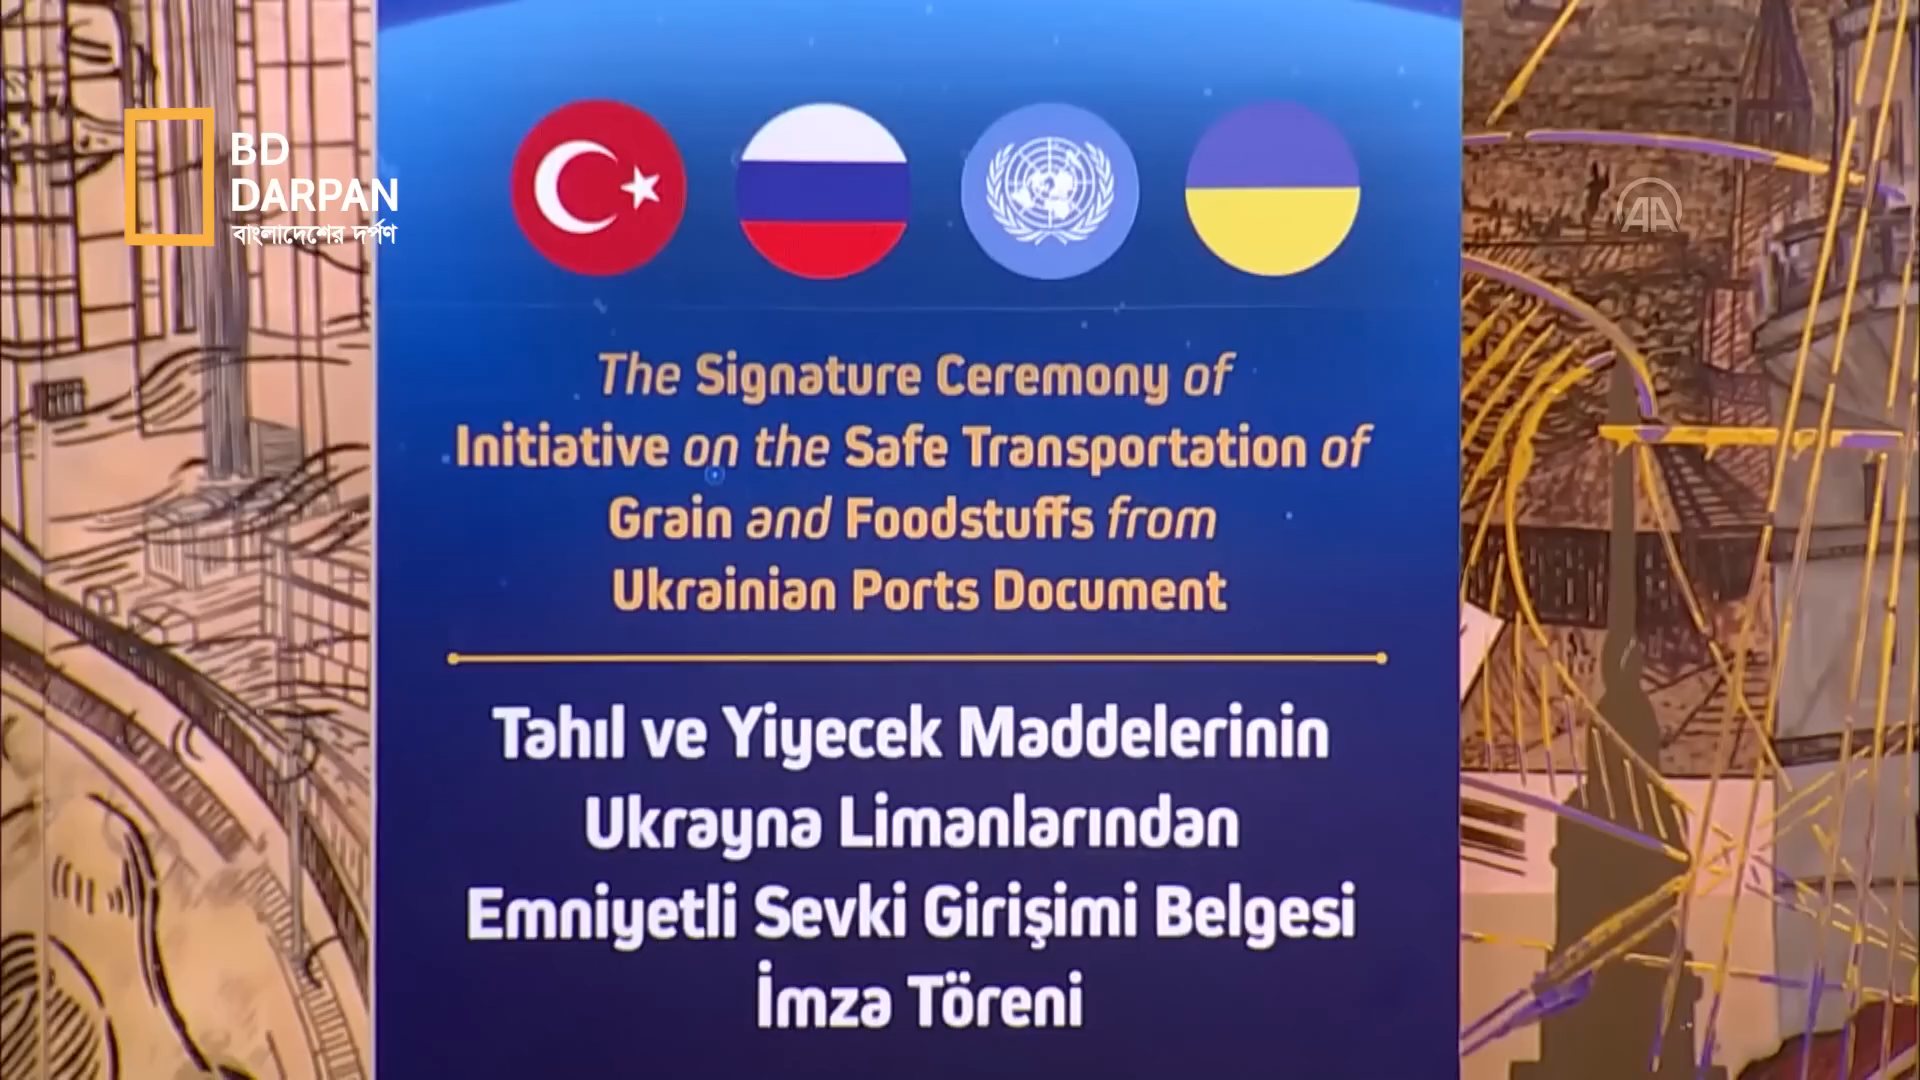 BD
DARPAN
বাংলাদেশের দর্পণ
AA
The Signature Ceremony of
Initiative on the Safe Transportation of
Grain and Foodstuffs from
Ukrainian Ports Document
Tahıl ve Yiyecek Maddelerinin
Ukrayna Limanlarından
Emniyetli Sevki Girişimi Belgesi
İmza Töreni